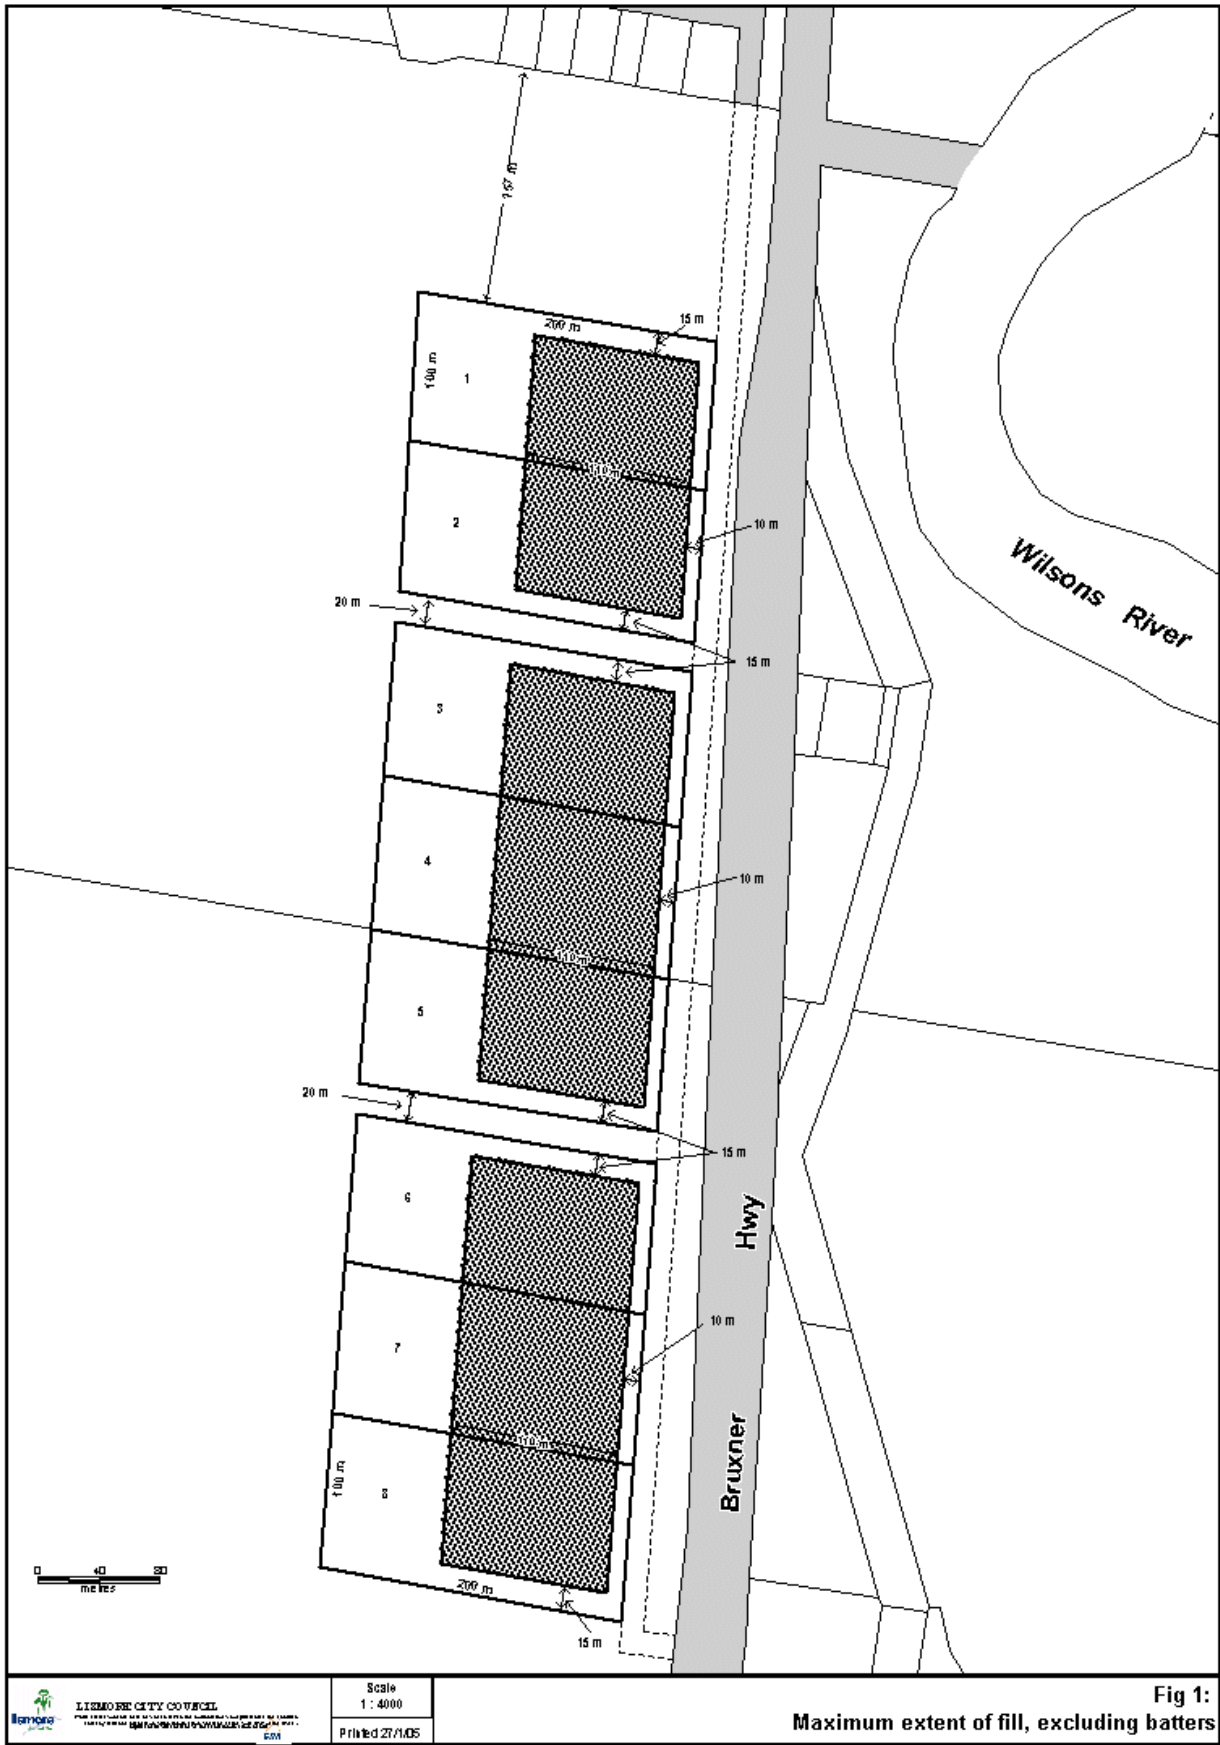 157 m
200 m
15 m
100 m
1
110 m
2
10 m
20 m
15 m
3
4
10 m
110 m
5
20 m
15 m
6
7
10 m
110 m
100 m
8
200 m
15 m
Wilsons River
Bruxner Hwy
0 40 80
metres
lismore
LISMORE CITY COUNCIL
Scale
1 : 4000
Printed 27/1/05
Fig 1:
Maximum extent of fill, excluding batters